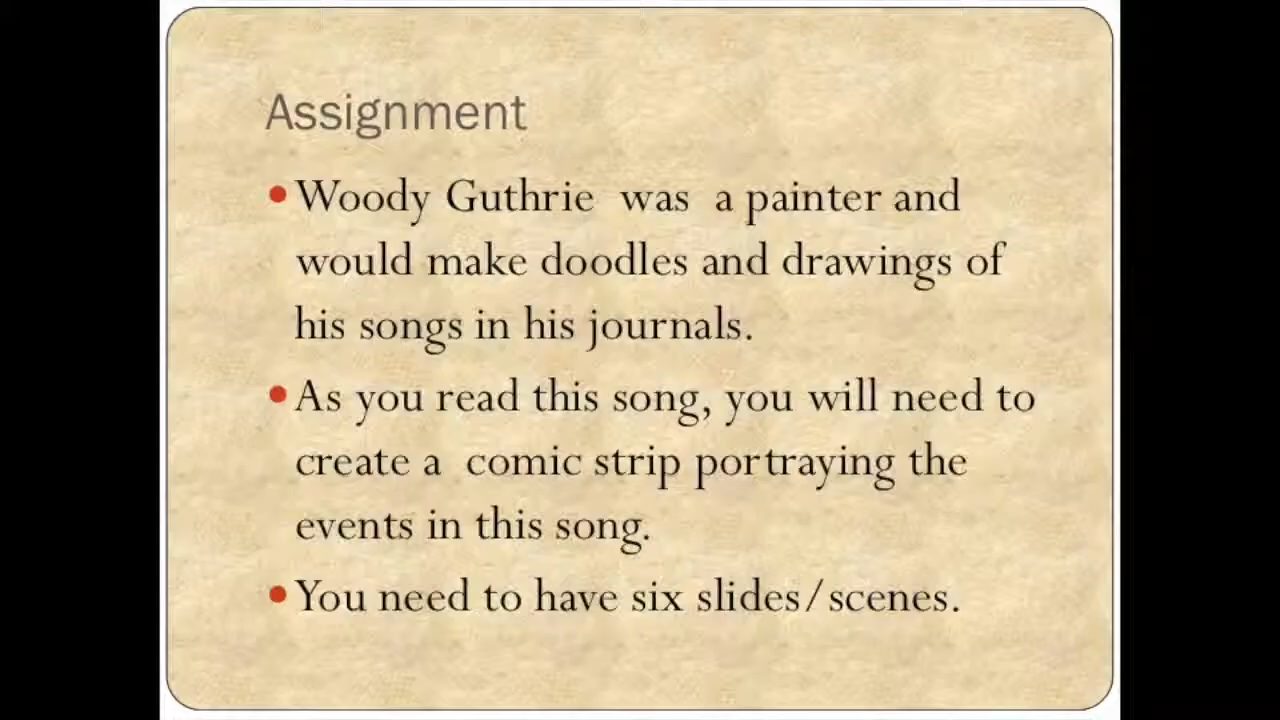 Assignment
•Woody Guthrie was a painter and
would make doodles and drawings of
his songs in his journals.
•As you read this song, you will need to
create a comic strip portraying the
events in this song.
•You need to have six slides/scenes.